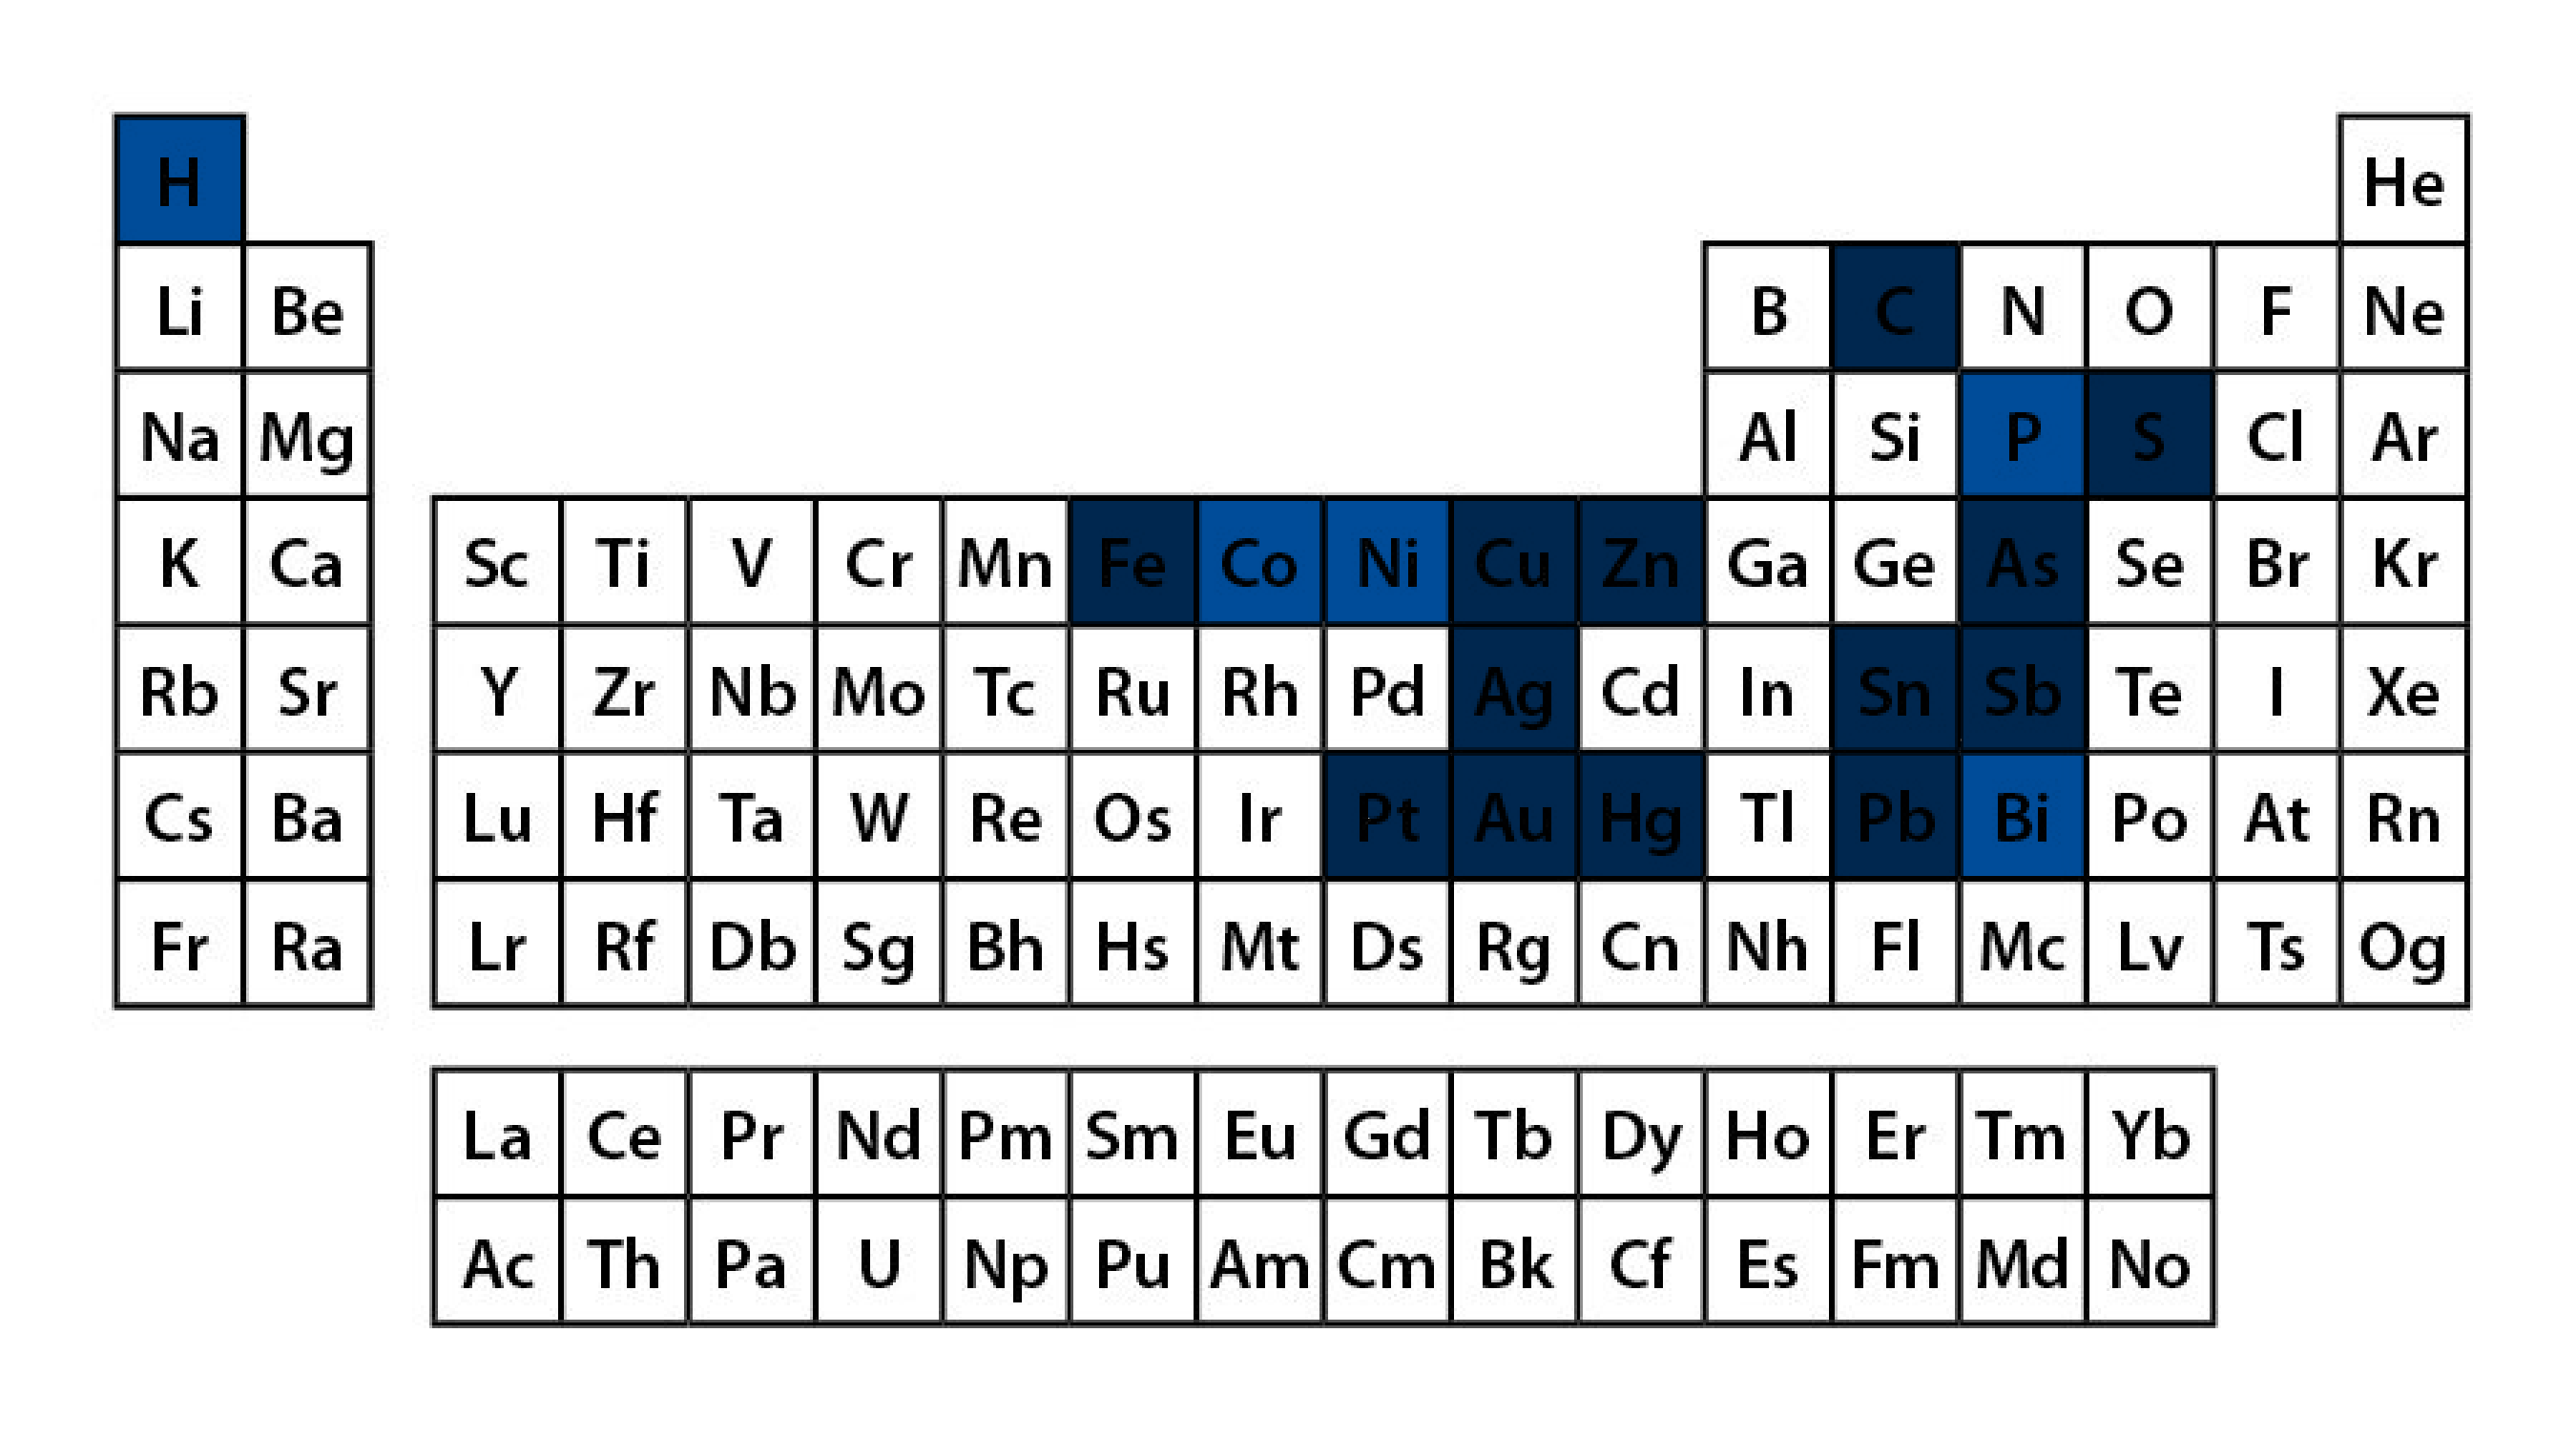 H He
Li Be B C N O F Ne
Na Mg Al Si P S Cl Ar
K Ca Sc Ti V Cr Mn Fe Co Ni Cu Zn Ga Ge As Se Br Kr
Rb Sr Y Zr Nb Mo Tc Ru Rh Pd Ag Cd In Sn Sb Te I Xe
Cs Ba Lu Hf Ta W Re Os Ir Pt Au Hg Tl Pb Bi Po At Rn
Fr Ra Lr Rf Db Sg Bh Hs Mt Ds Rg Cn Nh Fl Mc Lv Ts Og
La Ce Pr Nd Pm Sm Eu Gd Tb Dy Ho Er Tm Yb
Ac Th Pa U Np Pu Am Cm Bk Cf Es Fm Md No